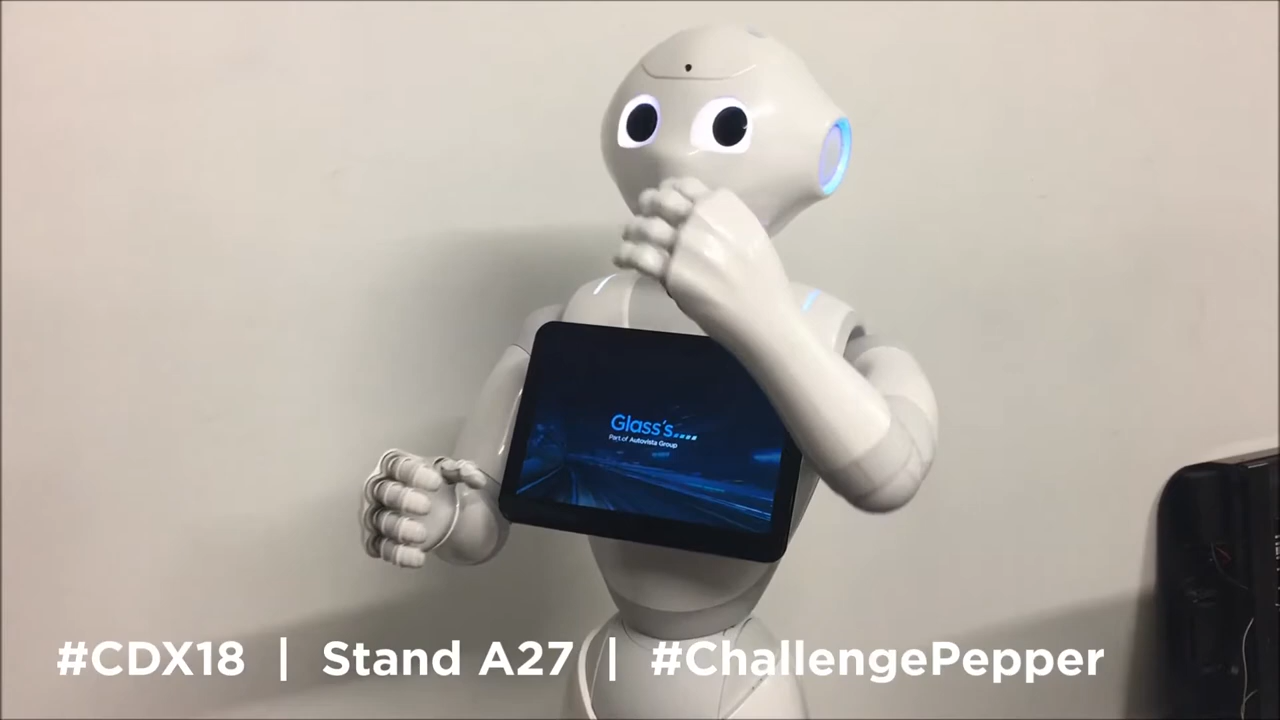 Glass's
Part of Autovista Group
#CDX18 | Stand A27 | #ChallengePepper